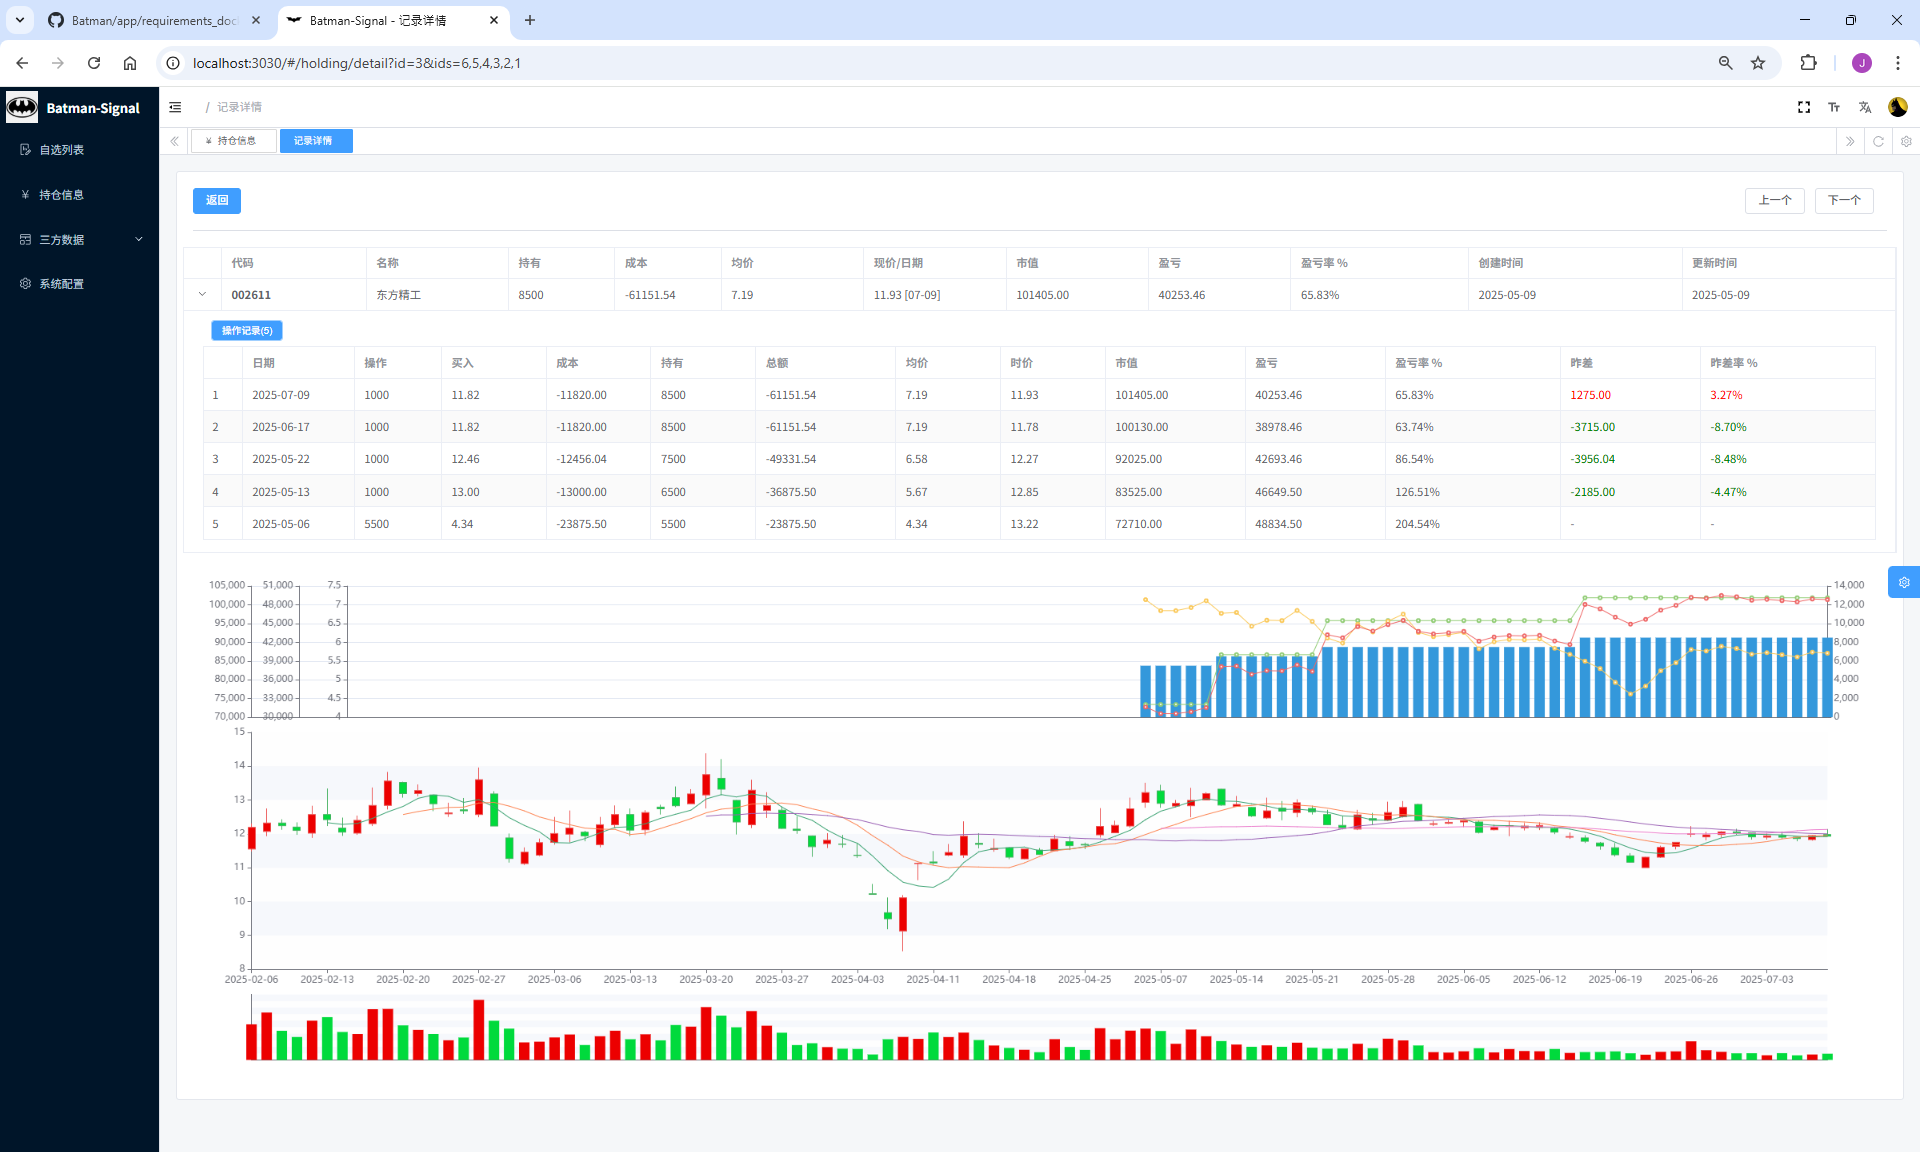 Batman/app/requirements_doc
Batman-Signal - 记录详情
localhost:3030/#/holding/detail?id=3&ids=6,5,4,3,2,1
J
Batman-Signal
/ 记录详情
自选列表
持仓信息
三方数据
系统配置
¥ 持仓信息
记录详情
返回
上一个
下一个
代码 名称 持有 成本 均价 现价/日期 市值 盈亏 盈亏率 % 创建时间 更新时间
002611 东方精工 8500 -61151.54 7.19 11.93 [07-09] 101405.00 40253.46 65.83% 2025-05-09 2025-05-09
操作记录(5)
日期 操作 买入 成本 持有 总额 均价 时价 市值 盈亏 盈亏率 % 昨差 昨差率 %
1 2025-07-09 1000 11.82 -11820.00 8500 -61151.54 7.19 11.93 101405.00 40253.46 65.83% 1275.00 3.27%
2 2025-06-17 1000 11.82 -11820.00 8500 -61151.54 7.19 11.78 100130.00 38978.46 63.74% -3715.00 -8.70%
3 2025-05-22 1000 12.46 -12456.04 7500 -49331.54 6.58 12.27 92025.00 42693.46 86.54% -3956.04 -8.48%
4 2025-05-13 1000 13.00 -13000.00 6500 -36875.50 5.67 12.85 83525.00 46649.50 126.51% -2185.00 -4.47%
5 2025-05-06 5500 4.34 -23875.50 5500 -23875.50 4.34 13.22 72710.00 48834.50 204.54% - -
105,000 51,000 7.5 14,000
100,000 48,000 7 12,000
95,000 45,000 6.5 10,000
90,000 42,000 6 8,000
85,000 39,000 5.5 6,000
80,000 36,000 5 4,000
75,000 33,000 4.5 2,000
70,000 30,000 4 0
15
14
13
12
11
10
9
8
2025-02-06 2025-02-13 2025-02-20 2025-02-27 2025-03-06 2025-03-13 2025-03-20 2025-03-27 2025-04-03 2025-04-11 2025-04-18 2025-04-25 2025-05-07 2025-05-14 2025-05-21 2025-05-28 2025-06-05 2025-06-12 2025-06-19 2025-06-26 2025-07-03